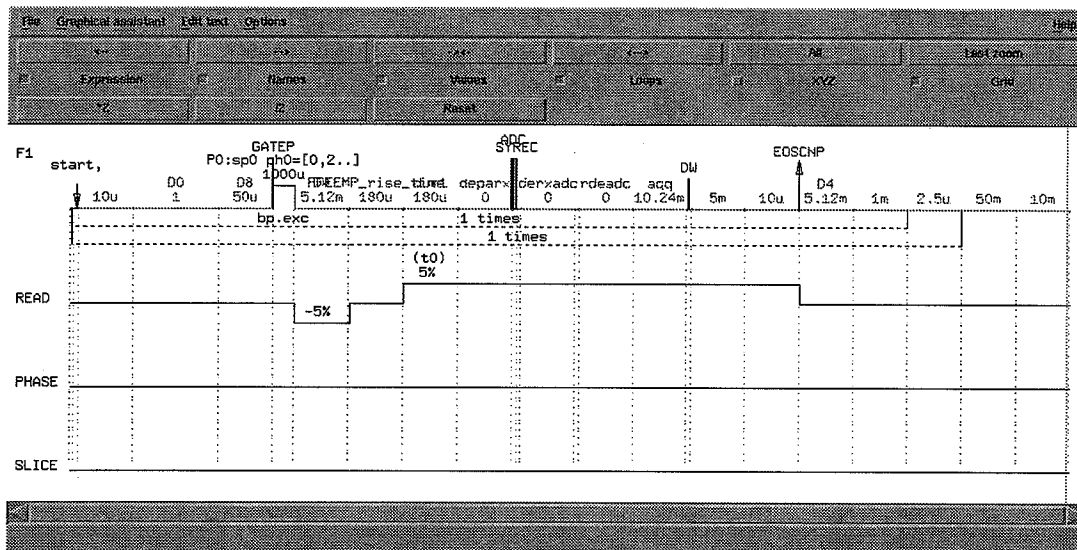 File Graphical assistant Edit text Options Help
<-- --> -><- <--> All Last zoom
Expression Names Values Loops XYZ Grid
*2 /2 Reset
F1
start,
GATEP
ADC
SYREC
EOSCNP
P0:sp0 ph0=[0,2..]
DW
1000u
D0 D8 deparx derxadc rdeadc aqq D4
10u 1 50u 5.12m 180u 180u 0 0 0 10.24m 5m 10u 5.12m 1m 2.5u 50m 10m
bp.exc 1 times
1 times
(t0)
5%
READ
-5%
PHASE
SLICE